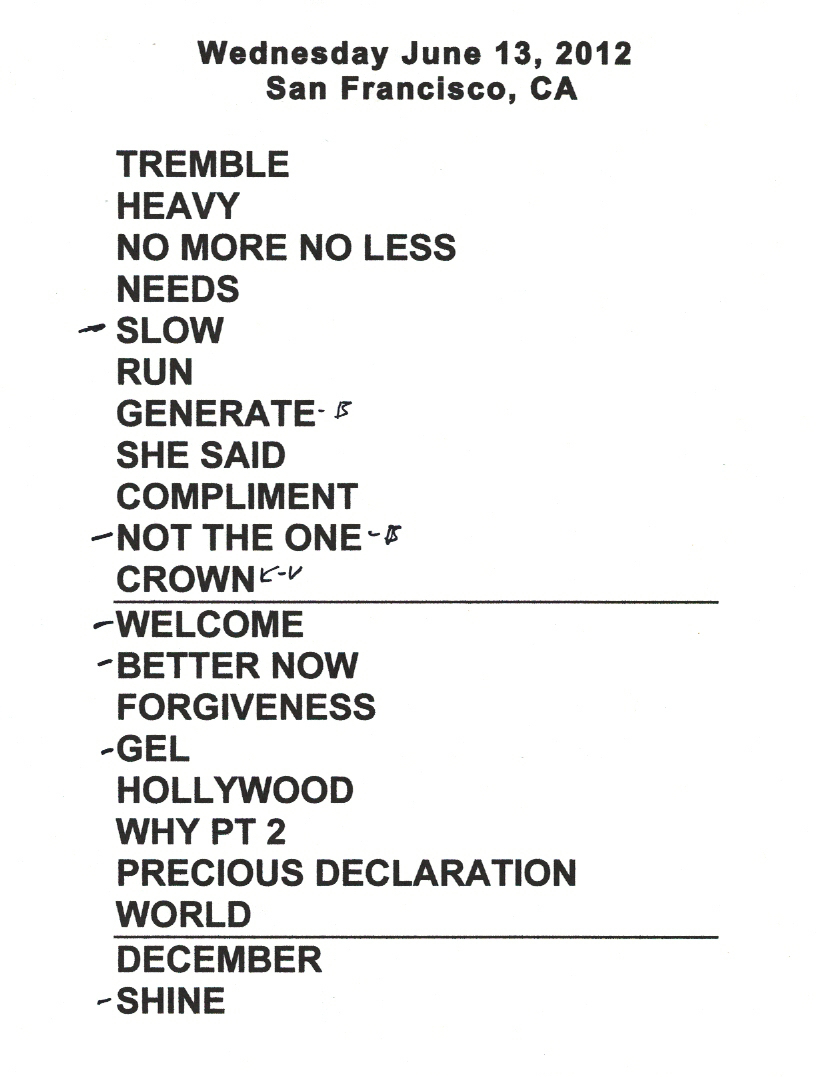 Wednesday June 13, 2012
San Francisco, CA
TREMBLE
HEAVY
NO MORE NO LESS
NEEDS
- SLOW
RUN
GENERATE - B
SHE SAID
COMPLIMENT
- NOT THE ONE - B
CROWN
- WELCOME
- BETTER NOW
FORGIVENESS
- GEL
HOLLYWOOD
WHY PT 2
PRECIOUS DECLARATION
WORLD
DECEMBER
- SHINE